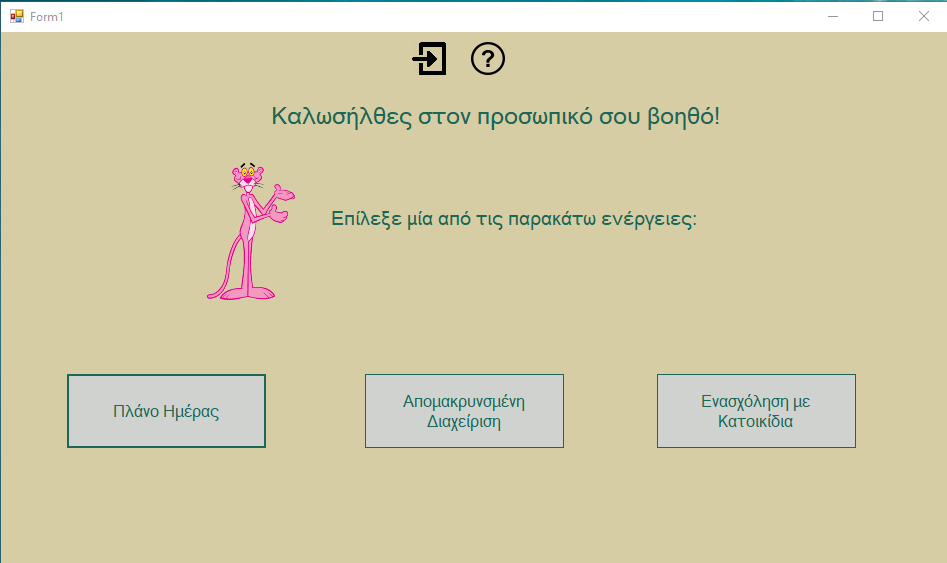 Form1
?
Καλωσήλθες στον προσωπικό σου βοηθό!
Επίλεξε μία από τις παρακάτω ενέργειες:
Πλάνο Ημέρας
Απομακρυνσμένη
Διαχείριση
Ενασχόληση με
Κατοικίδια